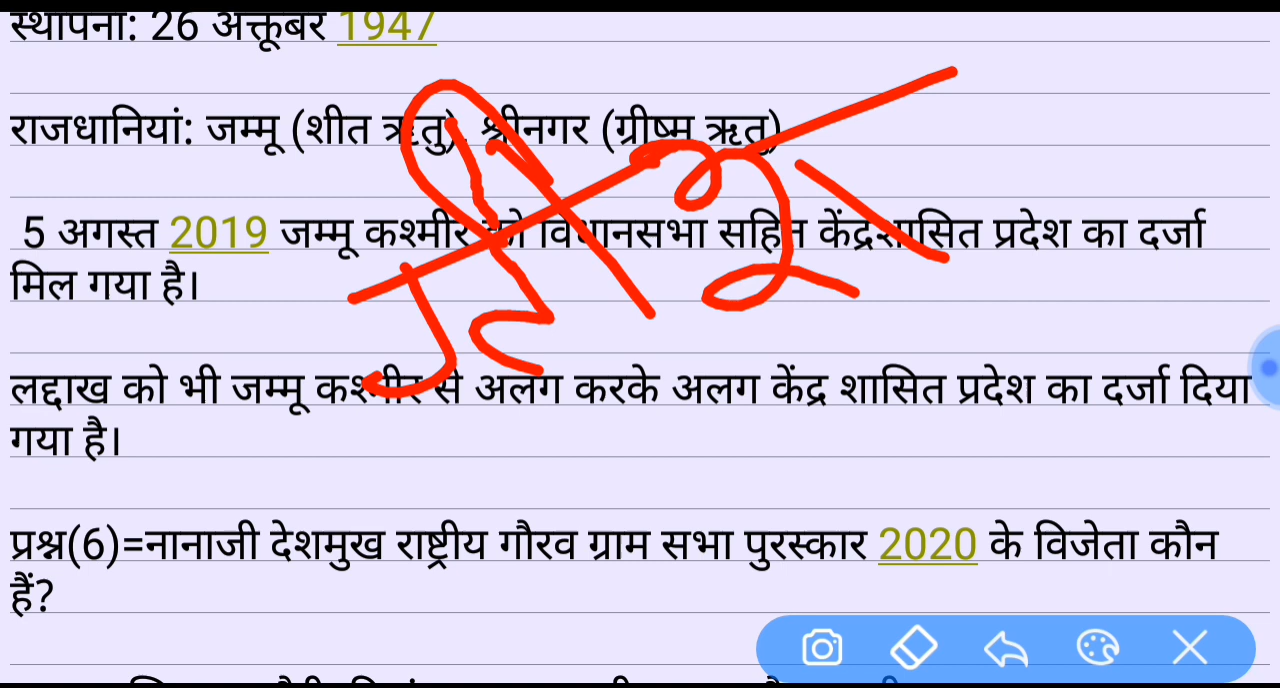 स्थापना: 26 अक्तूबर 1947
राजधानियां: जम्मू (शीत ऋतु), श्रीनगर (ग्रीष्म ऋतु)
5 अगस्त 2019 जम्मू कश्मीर को विधानसभा सहित केंद्रशासित प्रदेश का दर्जा
मिल गया है।
लद्दाख को भी जम्मू कश्मीर से अलग करके अलग केंद्र शासित प्रदेश का दर्जा दिया
गया है।
प्रश्न(6)=नानाजी देशमुख राष्ट्रीय गौरव ग्राम सभा पुरस्कार 2020 के विजेता कौन
हैं?